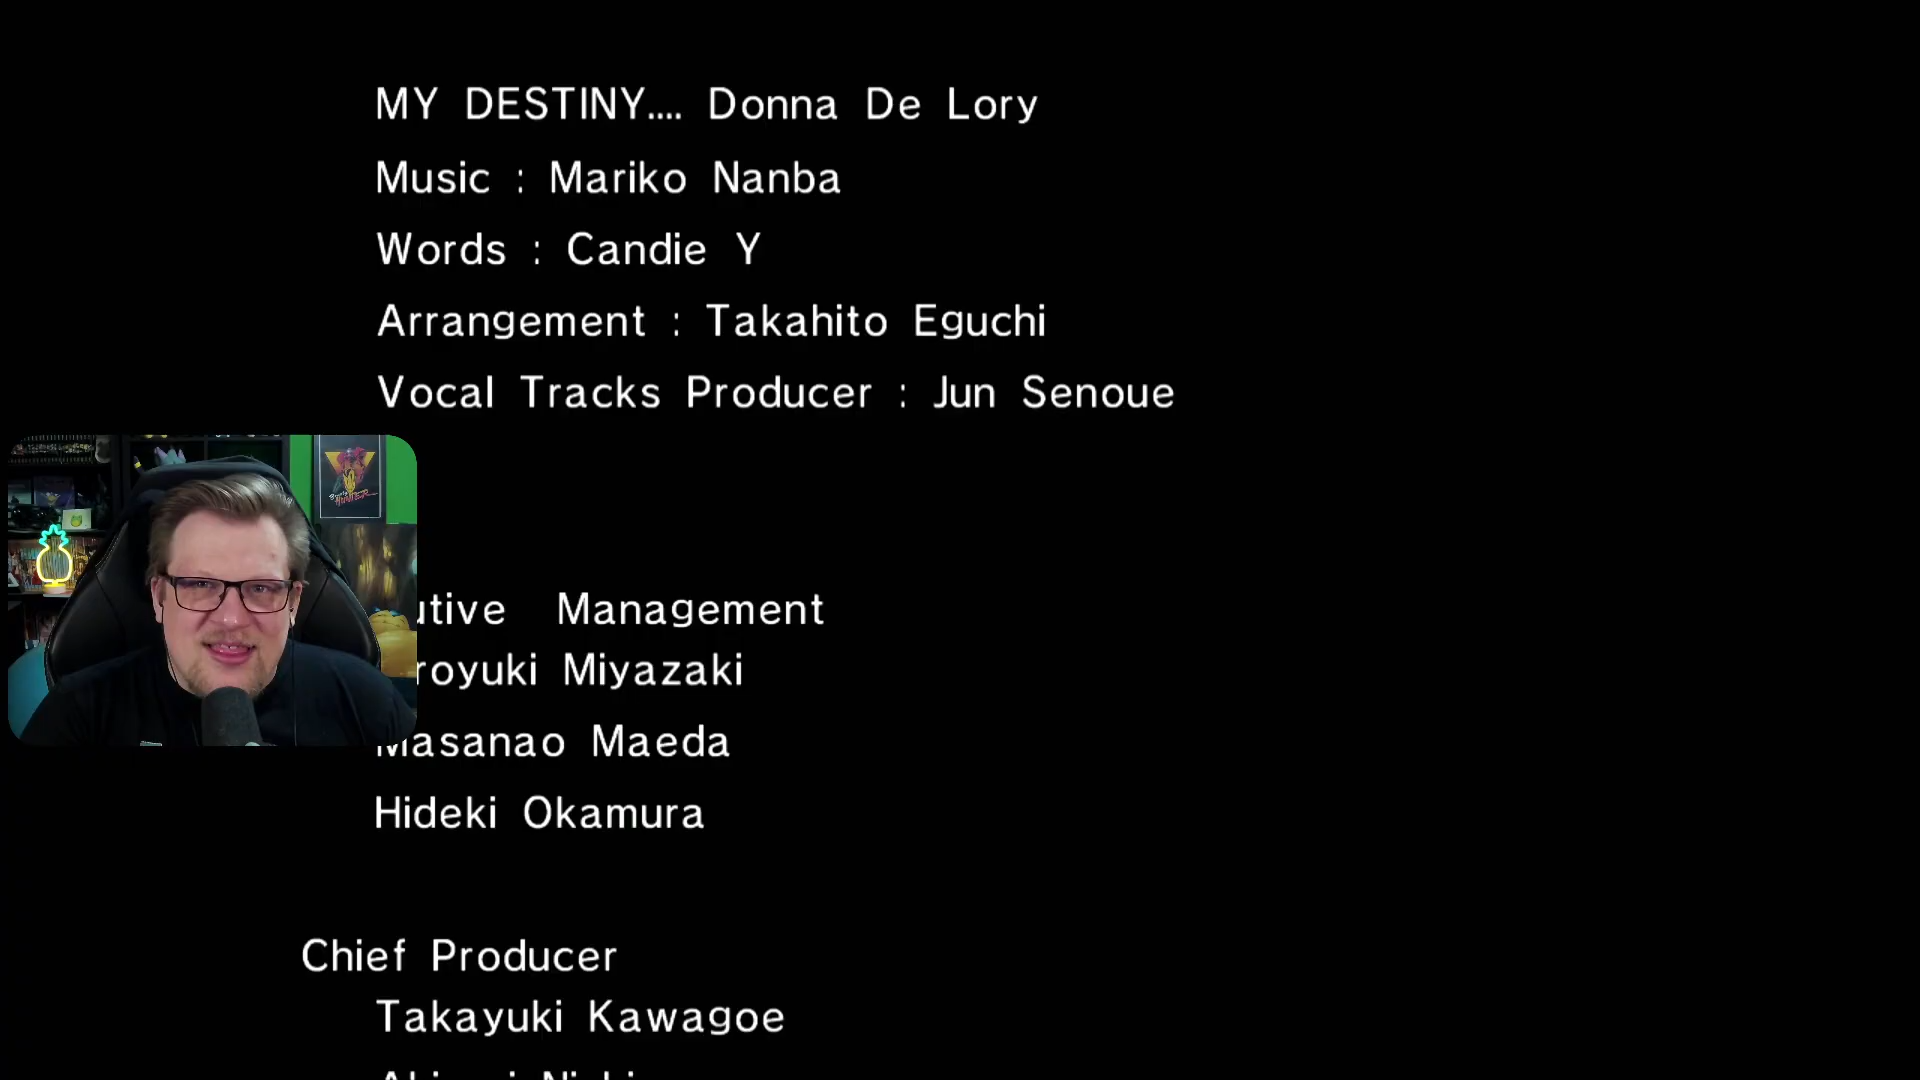 MY DESTINY.... Donna De Lory
Music : Mariko Nanba
Words : Candie Y
Arrangement : Takahito Eguchi
Vocal Tracks Producer : Jun Senoue
Management
Miyazaki
Masanao Maeda
Hideki Okamura
Chief Producer
Takayuki Kawagoe